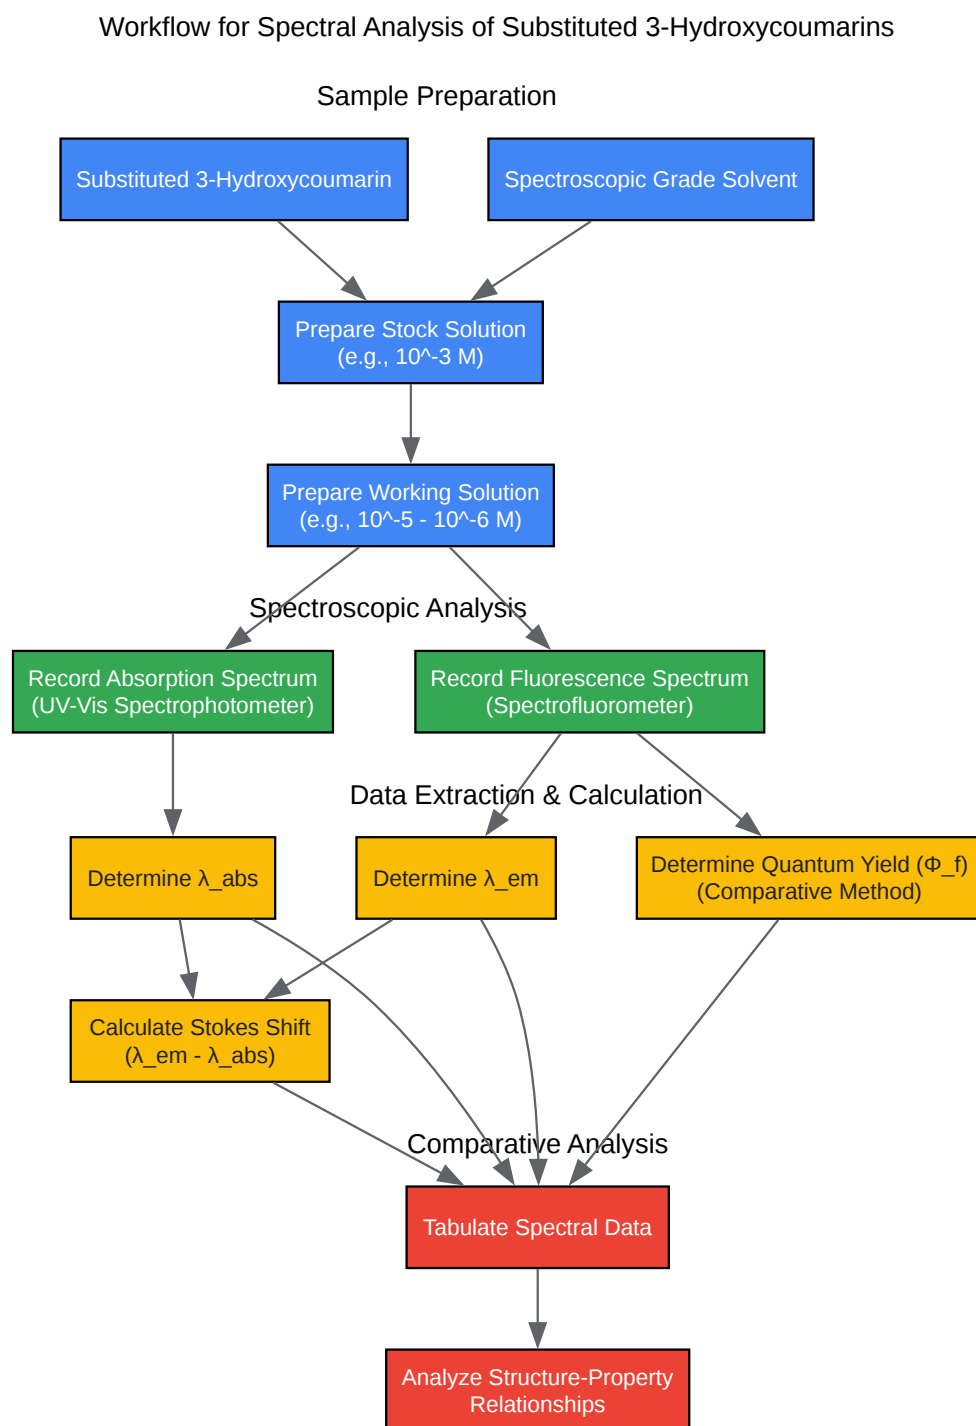 Workflow for Spectral Analysis of Substituted 3-Hydroxycoumarins
Sample Preparation
Substituted 3-Hydroxycoumarin
Spectroscopic Grade Solvent
Prepare Stock Solution
(e.g., 10^-3 M)
Prepare Working Solution
(e.g., 10^-5 - 10^-6 M)
Spectroscopic Analysis
Record Absorption Spectrum
(UV-Vis Spectrophotometer)
Record Fluorescence Spectrum
(Spectrofluorometer)
Data Extraction & Calculation
Determine λ_abs
Determine λ_em
Determine Quantum Yield (Φ_f)
(Comparative Method)
Calculate Stokes Shift
(λ_em - λ_abs)
Comparative Analysis
Tabulate Spectral Data
Analyze Structure-Property
Relationships